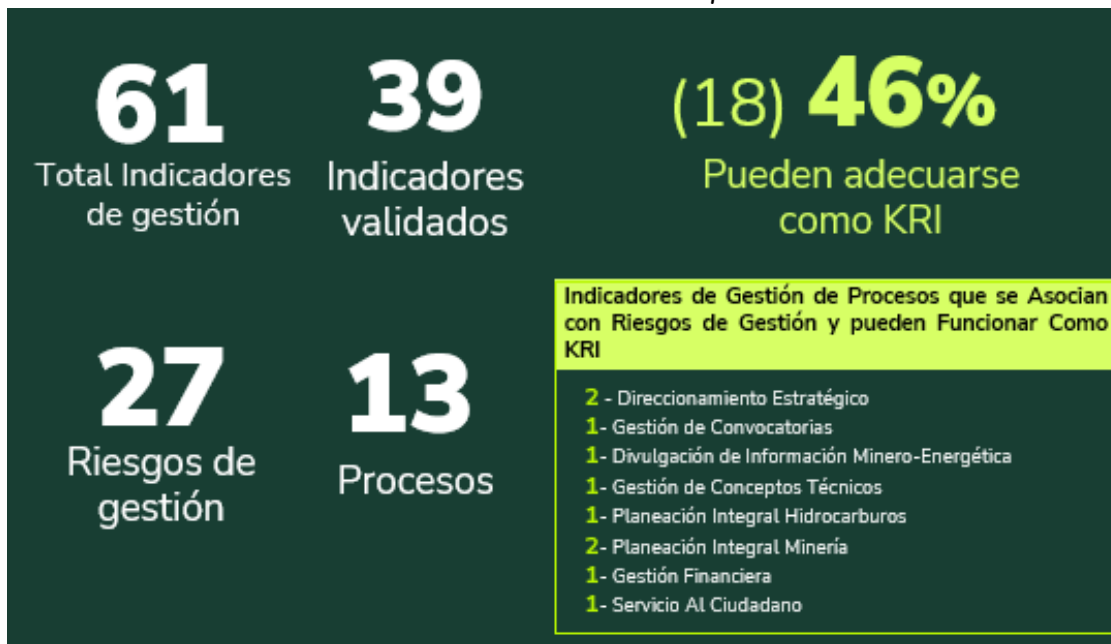 61
Total Indicadores
de gestión
39
Indicadores
validados
(18) 46%
Pueden adecuarse
como KRI
27
Riesgos de
gestión
13
Procesos
Indicadores de Gestión de Procesos que se Asocian
con Riesgos de Gestión y pueden Funcionar Como
KRI
2 - Direccionamiento Estratégico
1- Gestión de Convocatorias
1- Divulgación de Información Minero-Energética
1- Gestión de Conceptos Técnicos
1- Planeación Integral Hidrocarburos
2- Planeación Integral Minería
1- Gestión Financiera
1- Servicio Al Ciudadano